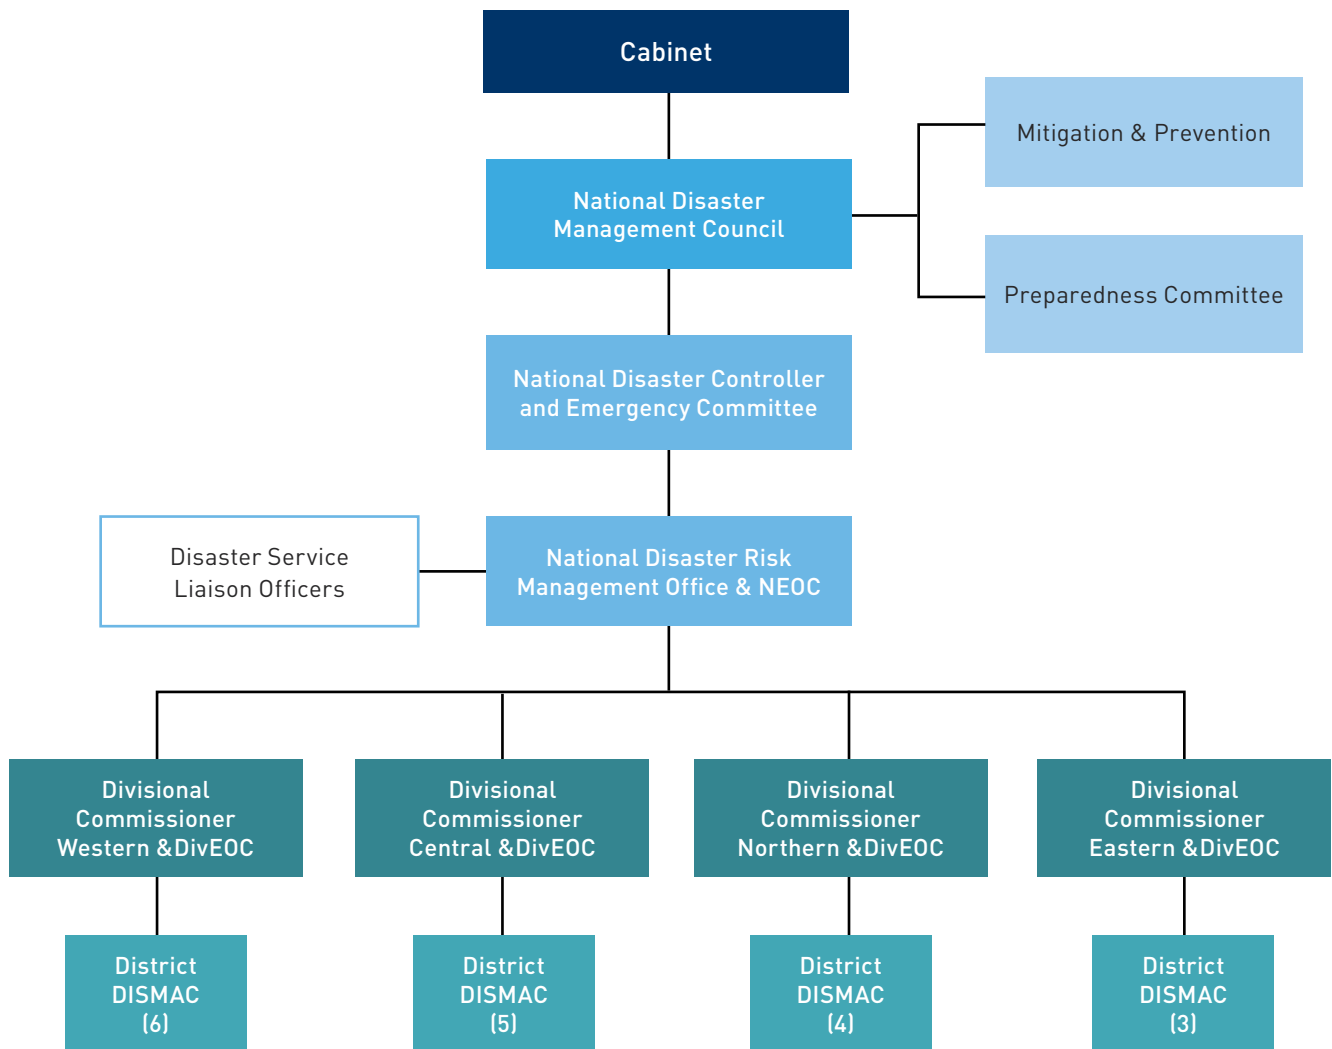 Cabinet
Mitigation & Prevention
National Disaster
Management Council
Preparedness Committee
National Disaster Controller
and Emergency Committee
Disaster Service
Liaison Officers
National Disaster Risk
Management Office & NEOC
Divisional
Commissioner
Western &DivEOC
Divisional
Commissioner
Central &DivEOC
Divisional
Commissioner
Northern &DivEOC
Divisional
Commissioner
Eastern &DivEOC
District
DISMAC
(6)
District
DISMAC
(5)
District
DISMAC
(4)
District
DISMAC
(3)